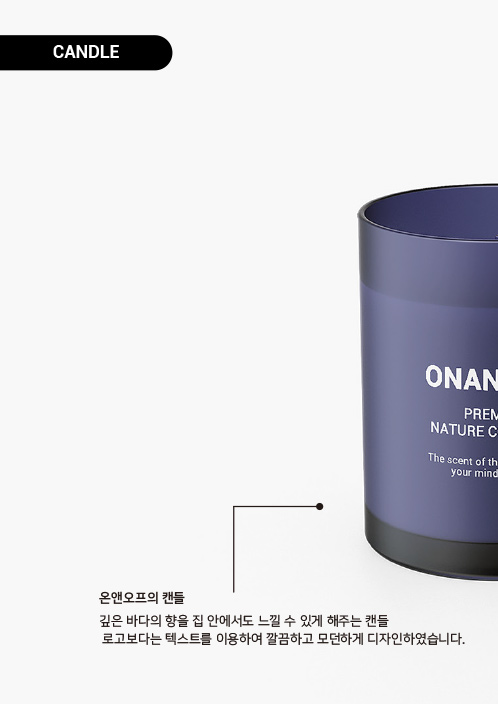 CANDLE
ONAN
PREM
NATURE C
The scent of th
your mind
온앤오프의 캔들
깊은 바다의 향을 집 안에서도 느낄 수 있게 해주는 캔들
로고보다는 텍스트를 이용하여 깔끔하고 모던하게 디자인하였습니다.